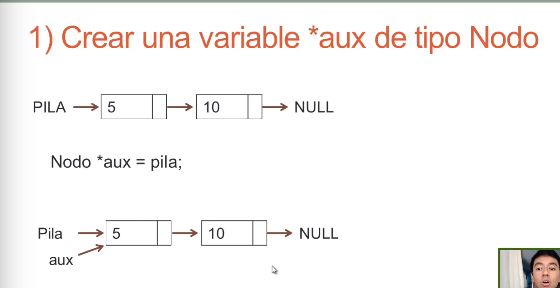 1) Crear una variable *aux de tipo Nodo
PILA 5 10 NULL
Nodo *aux = pila;
Pila 5 10 NULL
aux